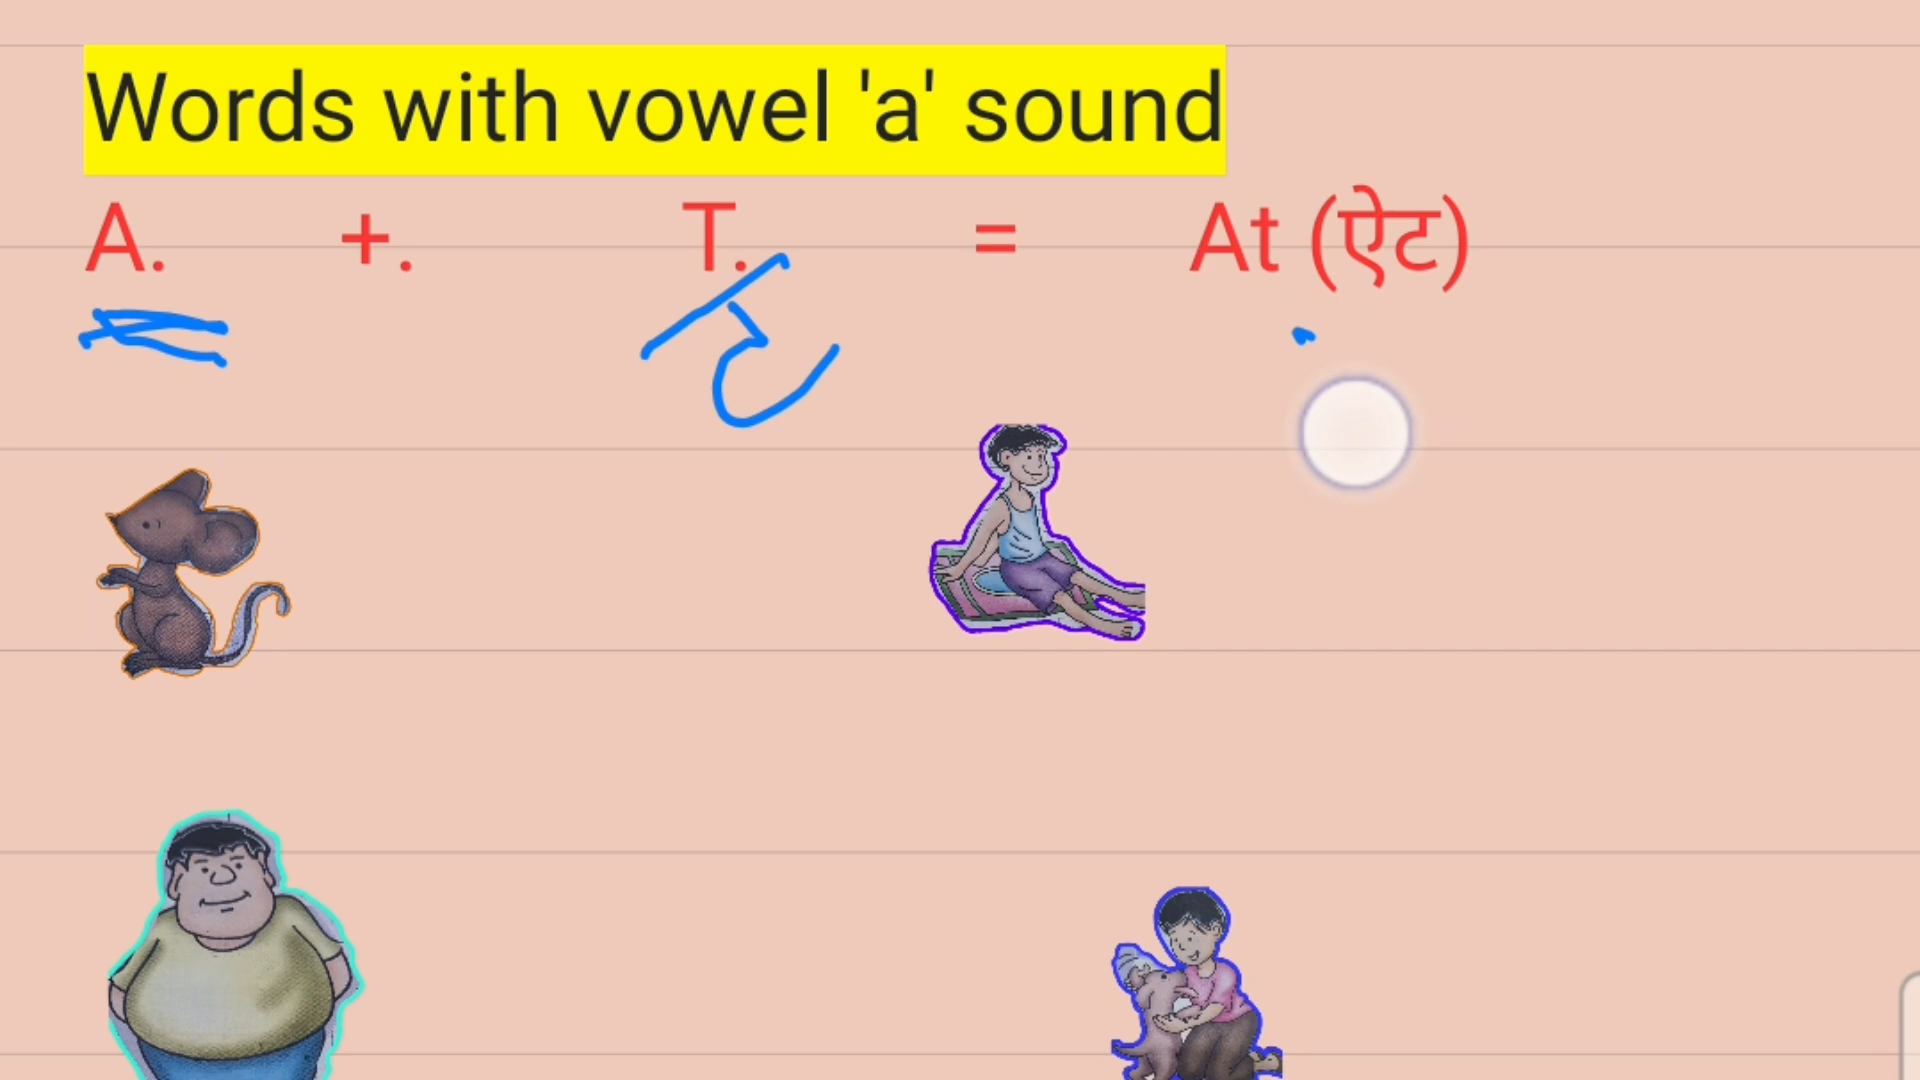 Words with vowel 'a' sound
A. +. T. = At (ऐट)
ट